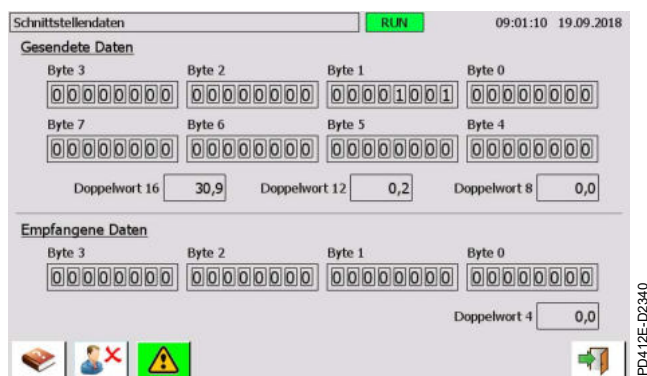 Schnittstellendaten RUN 09:01:10 19.09.2018
Gesendete Daten
Byte 3 Byte 2 Byte 1 Byte 0
00000000 00000000 00001001 00000000
Byte 7 Byte 6 Byte 5 Byte 4
00000000 00000000 00000000 00000000
Doppelwort 16 30,9 Doppelwort 12 0,2 Doppelwort 8 0,0
Empfangene Daten
Byte 3 Byte 2 Byte 1 Byte 0
00000000 00000000 00000000 00000000
Doppelwort 4 0,0
PD412E-D2340